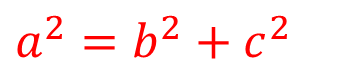 a² = b² + c²